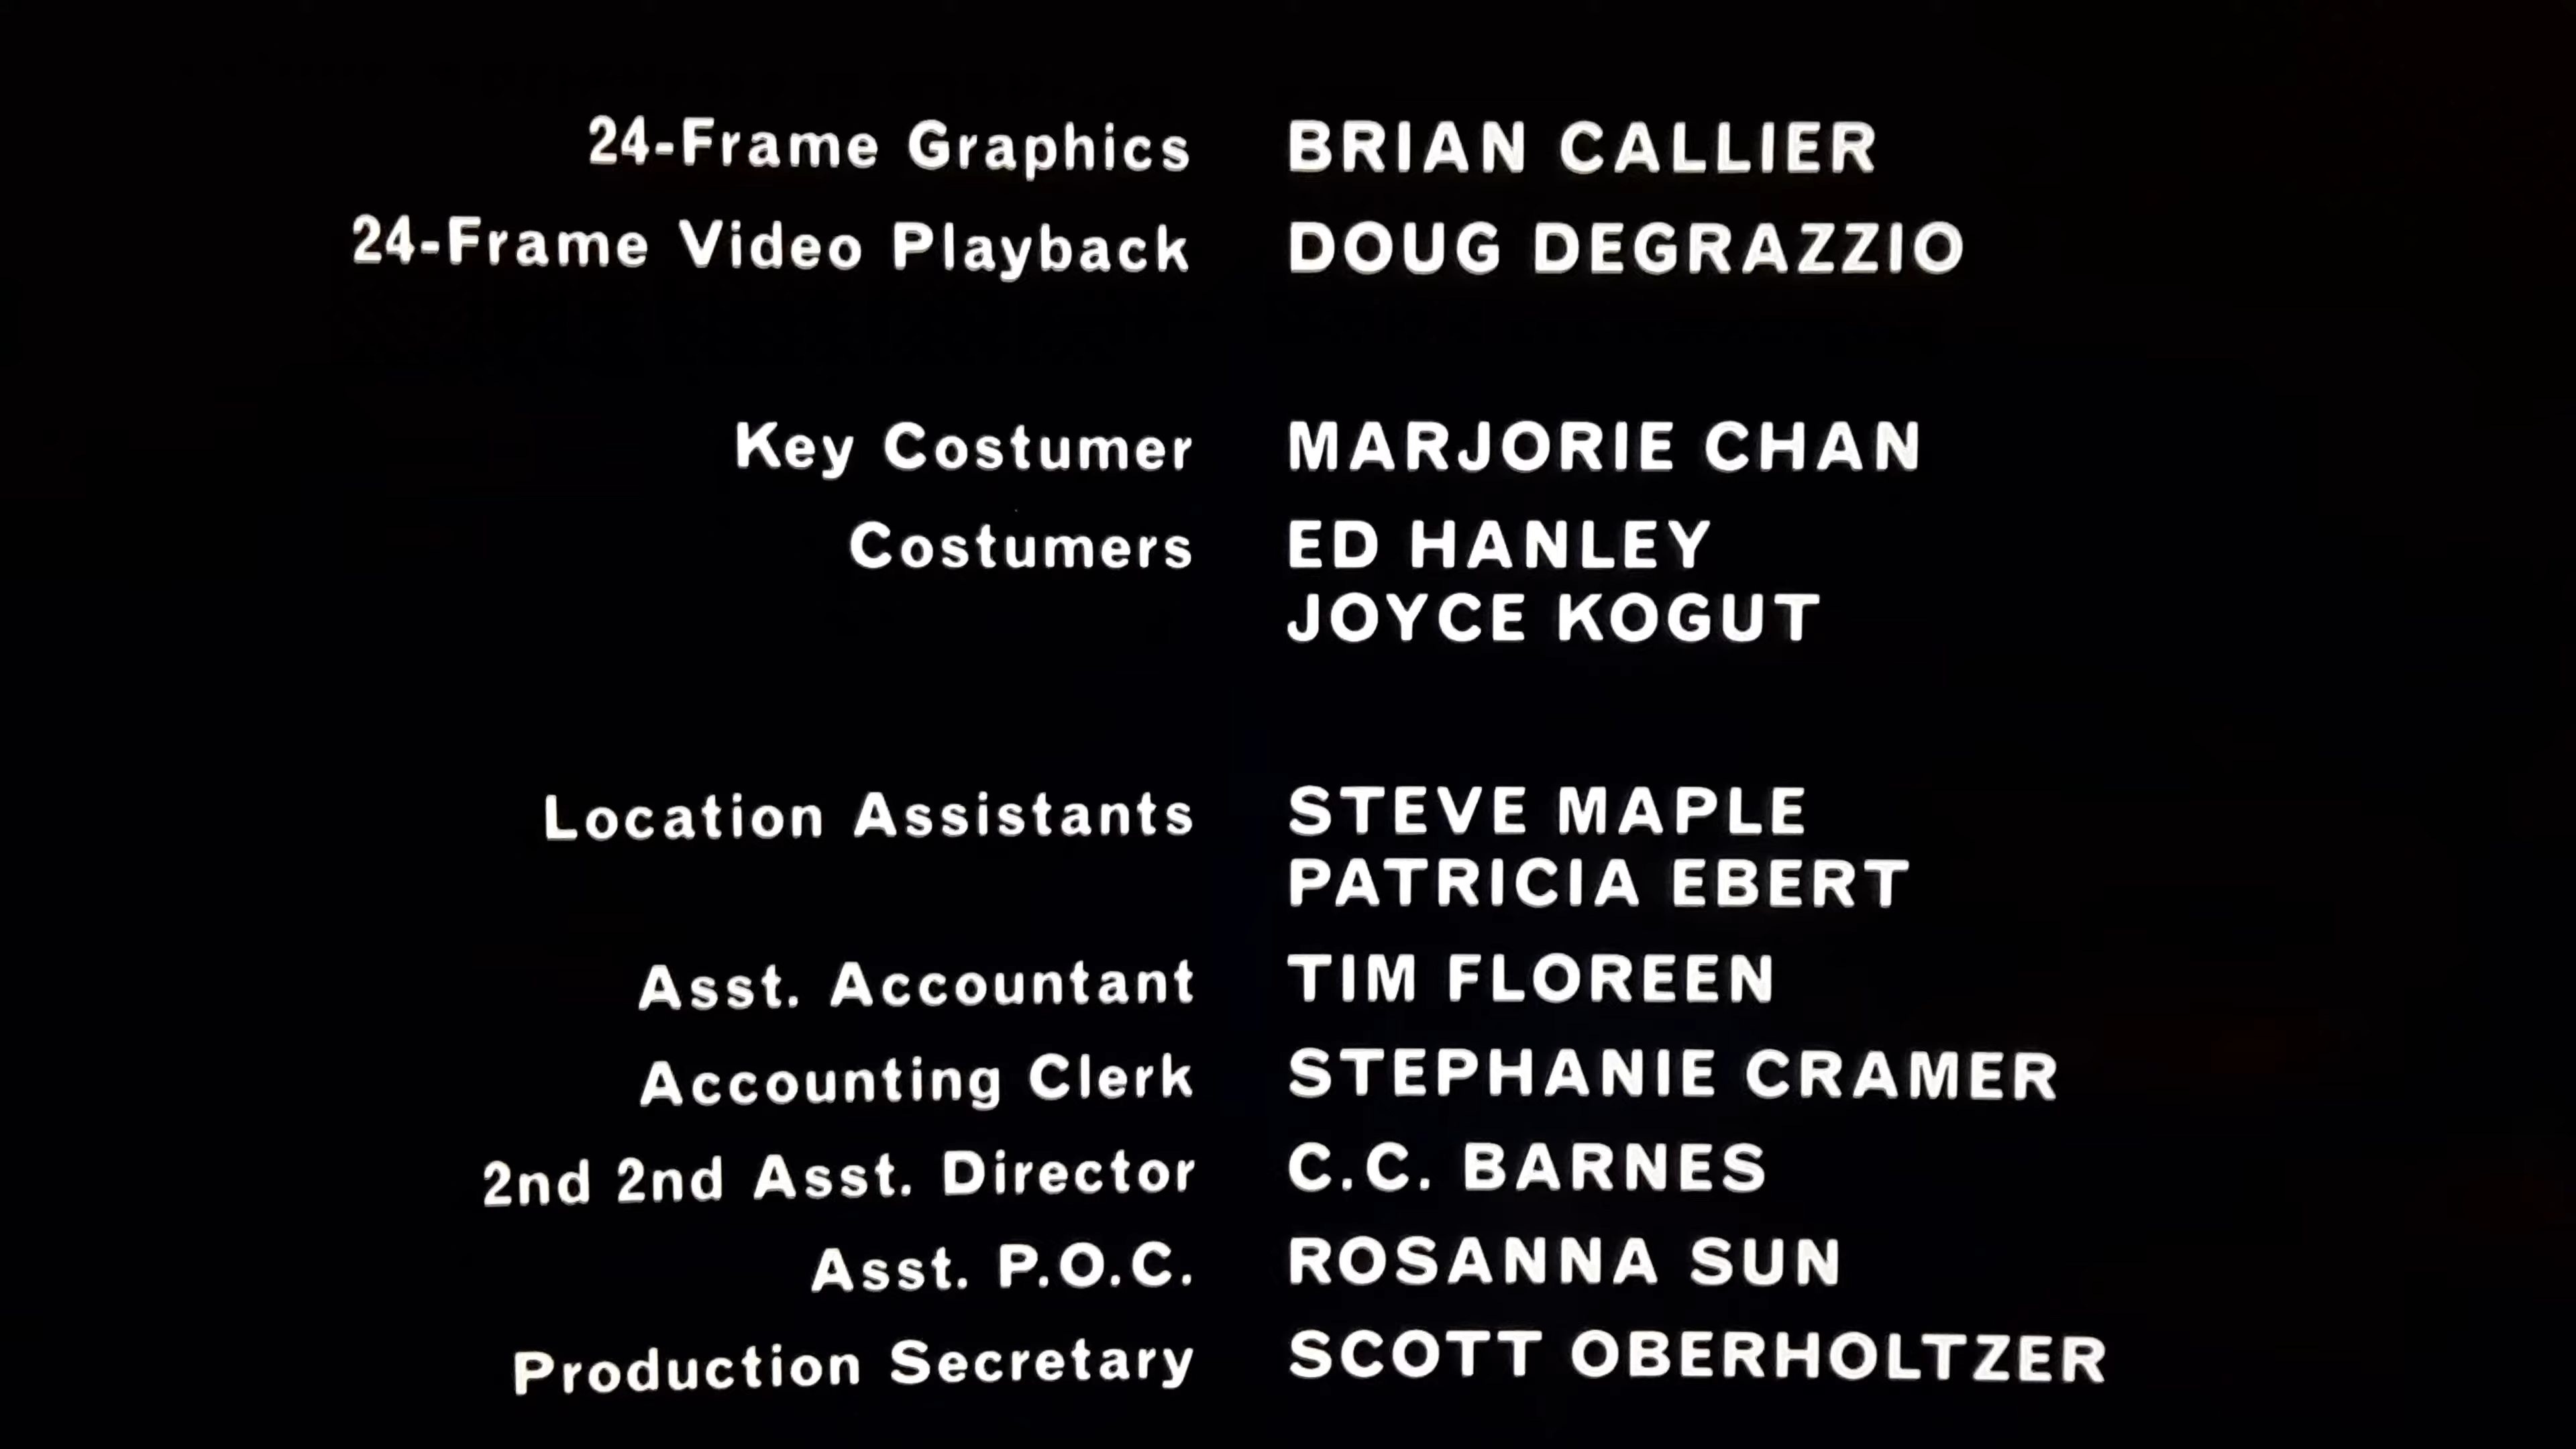 24-Frame Graphics BRIAN CALLIER
24-Frame Video Playback DOUG DEGRAZZIO
Key Costumer MARJORIE CHAN
Costumers ED HANLEY
JOYCE KOGUT
Location Assistants STEVE MAPLE
PATRICIA EBERT
Asst. Accountant TIM FLOREEN
Accounting Clerk STEPHANIE CRAMER
2nd 2nd Asst. Director C.C. BARNES
Asst. P.O.C. ROSANNA SUN
Production Secretary SCOTT OBERHOLTZER